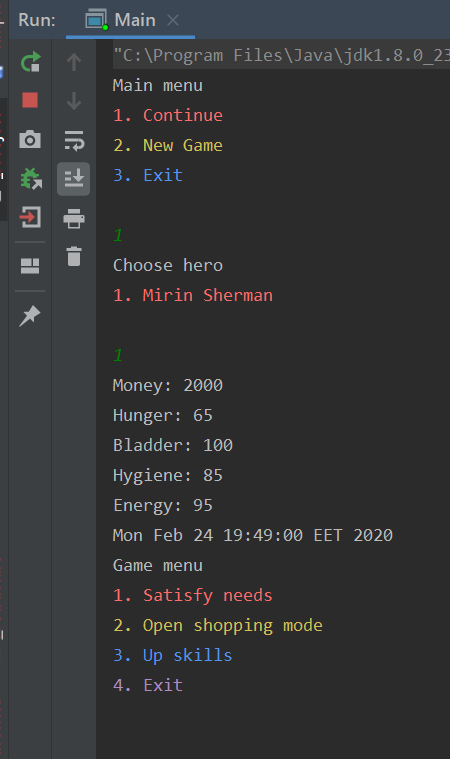 Run: Main
"C:\Program Files\Java\jdk1.8.0_23
Main menu
1. Continue
2. New Game
3. Exit
1
Choose hero
1. Mirin Sherman
1
Money: 2000
Hunger: 65
Bladder: 100
Hygiene: 85
Energy: 95
Mon Feb 24 19:49:00 EET 2020
Game menu
1. Satisfy needs
2. Open shopping mode
3. Up skills
4. Exit